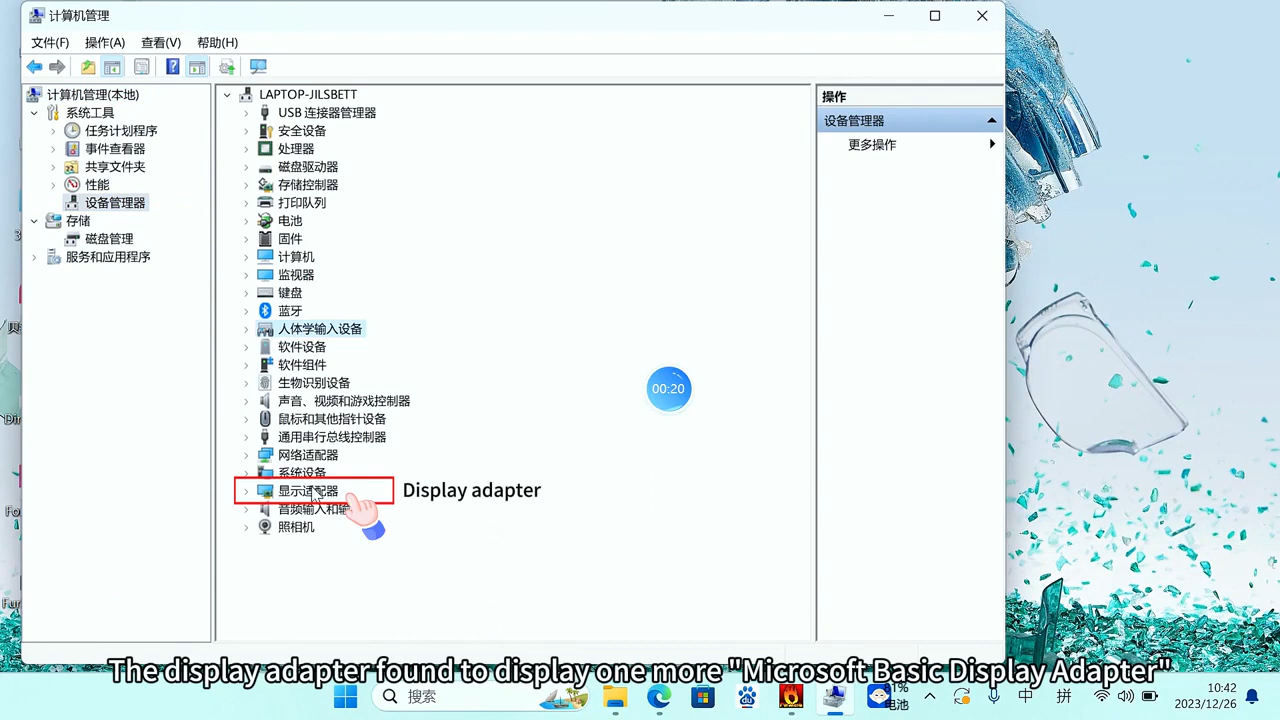 计算机管理
文件(F) 操作(A) 查看(V) 帮助(H)
计算机管理(本地)
系统工具
任务计划程序
事件查看器
共享文件夹
性能
设备管理器
存储
磁盘管理
服务和应用程序
LAPTOP-JILSBETT
USB 连接器管理器
安全设备
处理器
磁盘驱动器
存储控制器
打印队列
电池
固件
计算机
监视器
键盘
蓝牙
人体学输入设备
软件设备
软件组件
生物识别设备
声音、视频和游戏控制器
鼠标和其他指针设备
通用串行总线控制器
网络适配器
系统设备
显示适配器
Display adapter
音频输入和输
照相机
操作
设备管理器
更多操作
00:20
The display adapter found to display one more "Microsoft Basic Display Adapter"
搜索
电池
中
拼
10:42
2023/12/26